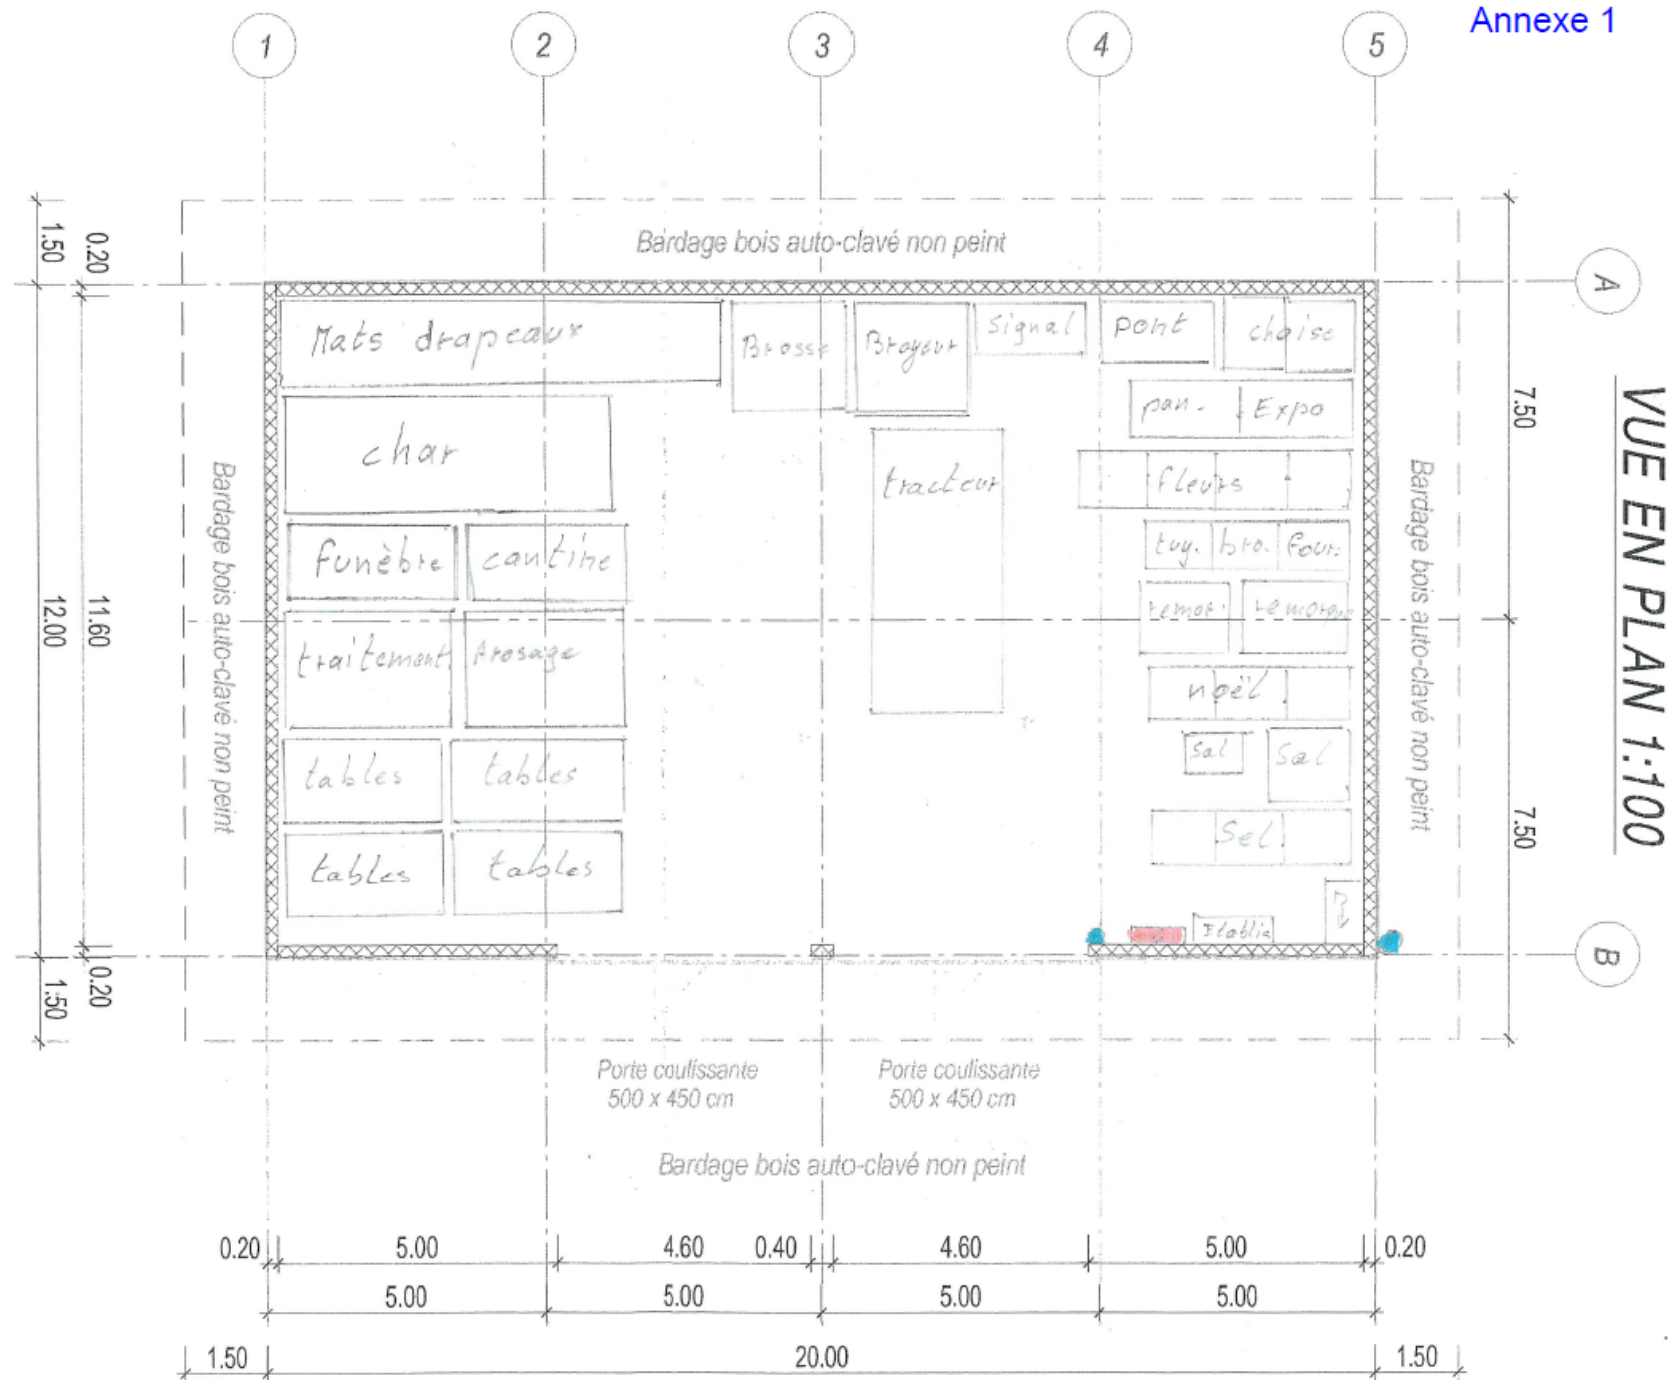 Annexe 1
1
2
3
4
5
A
B
VUE EN PLAN 1:100
1.50
0.20
7.50
Bardage bois auto-clavé non peint
Mats drapeaux
Brosse
Broyeur
Signal
pont
chaise
pan.
Expo
char
tracteur
fleurs
Bardage bois auto-clavé non peint
Bardage bois auto-clavé non peint
funèbre
cantine
tuy.
bro.
four.
11.60
12.00
traitement
Arosage
remor.
remorque
noël
tables
tables
Sal
Sal
7.50
tables
tables
Sel
Etablis
0.20
1.50
Porte coulissante
500 x 450 cm
Porte coulissante
500 x 450 cm
Bardage bois auto-clavé non peint
0.20
5.00
4.60
0.40
4.60
5.00
0.20
5.00
5.00
5.00
5.00
1.50
20.00
1.50